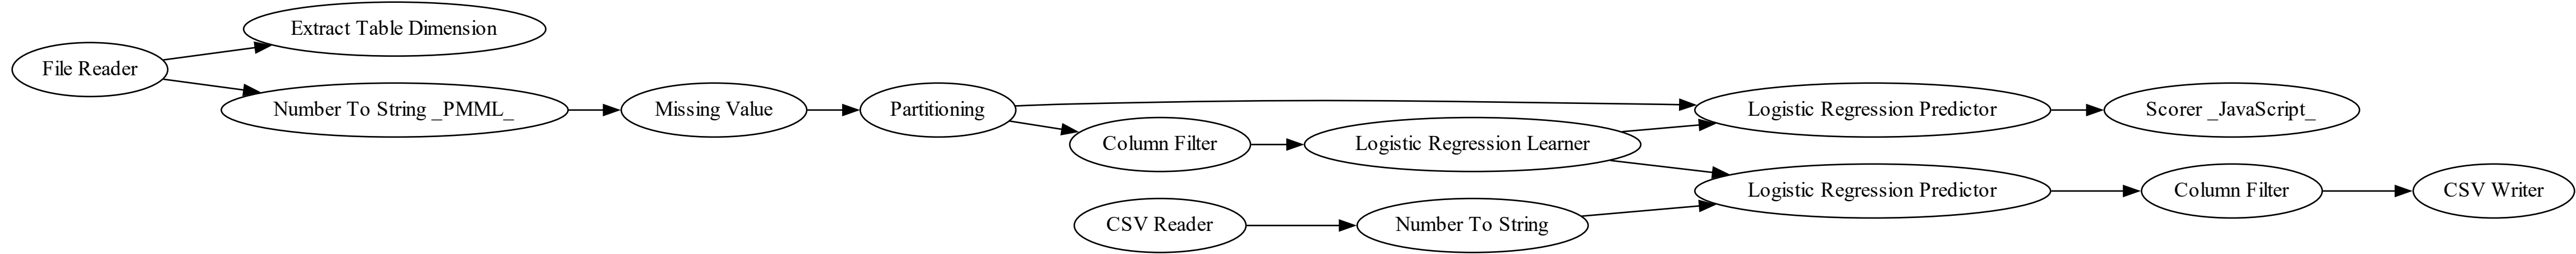 Extract Table Dimension
File Reader
Number To String _PMML_
Missing Value
Partitioning
Logistic Regression Predictor
Scorer _JavaScript_
Column Filter
Logistic Regression Learner
Logistic Regression Predictor
Column Filter
CSV Writer
CSV Reader
Number To String